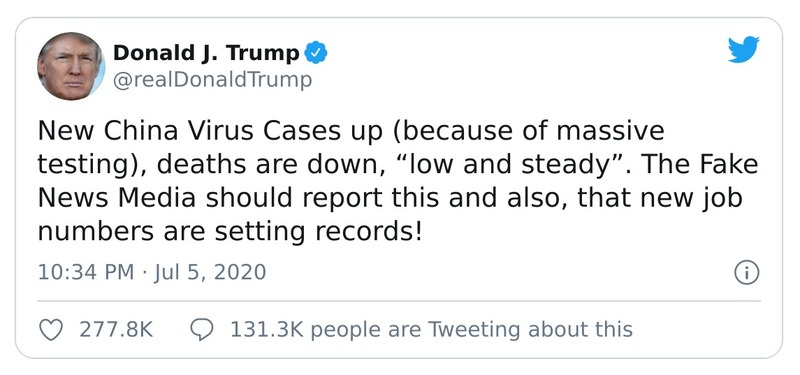 Donald J. Trump
@realDonaldTrump
New China Virus Cases up (because of massive
testing), deaths are down, “low and steady”. The Fake
News Media should report this and also, that new job
numbers are setting records!
10:34 PM · Jul 5, 2020
277.8K
131.3K people are Tweeting about this